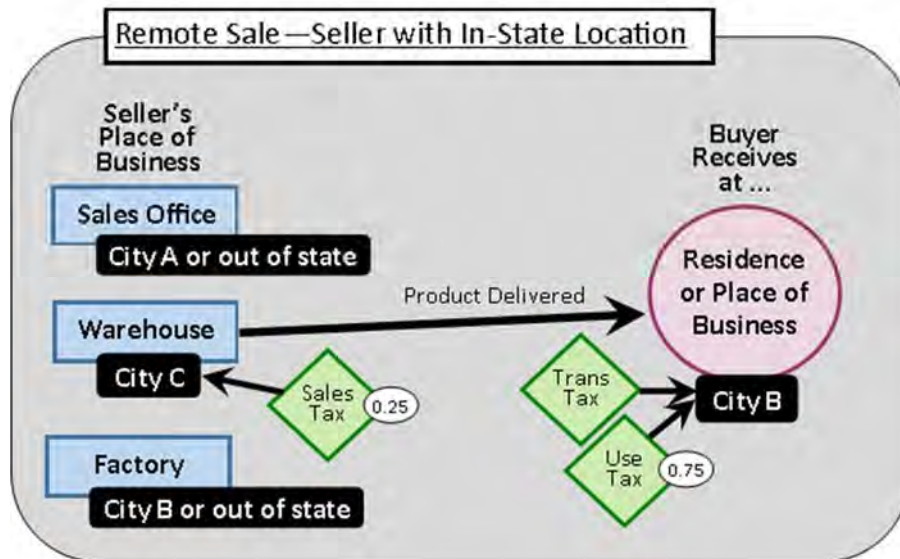 Remote Sale—Seller with In-State Location
Seller's
Place of
Business
Sales Office
City A or out of state
Warehouse
City C
Factory
City B or out of state
Product Delivered
Sales
Tax
0.25
Buyer
Receives
at ...
Residence
or Place of
Business
City B
Trans
Tax
Use
Tax
0.75